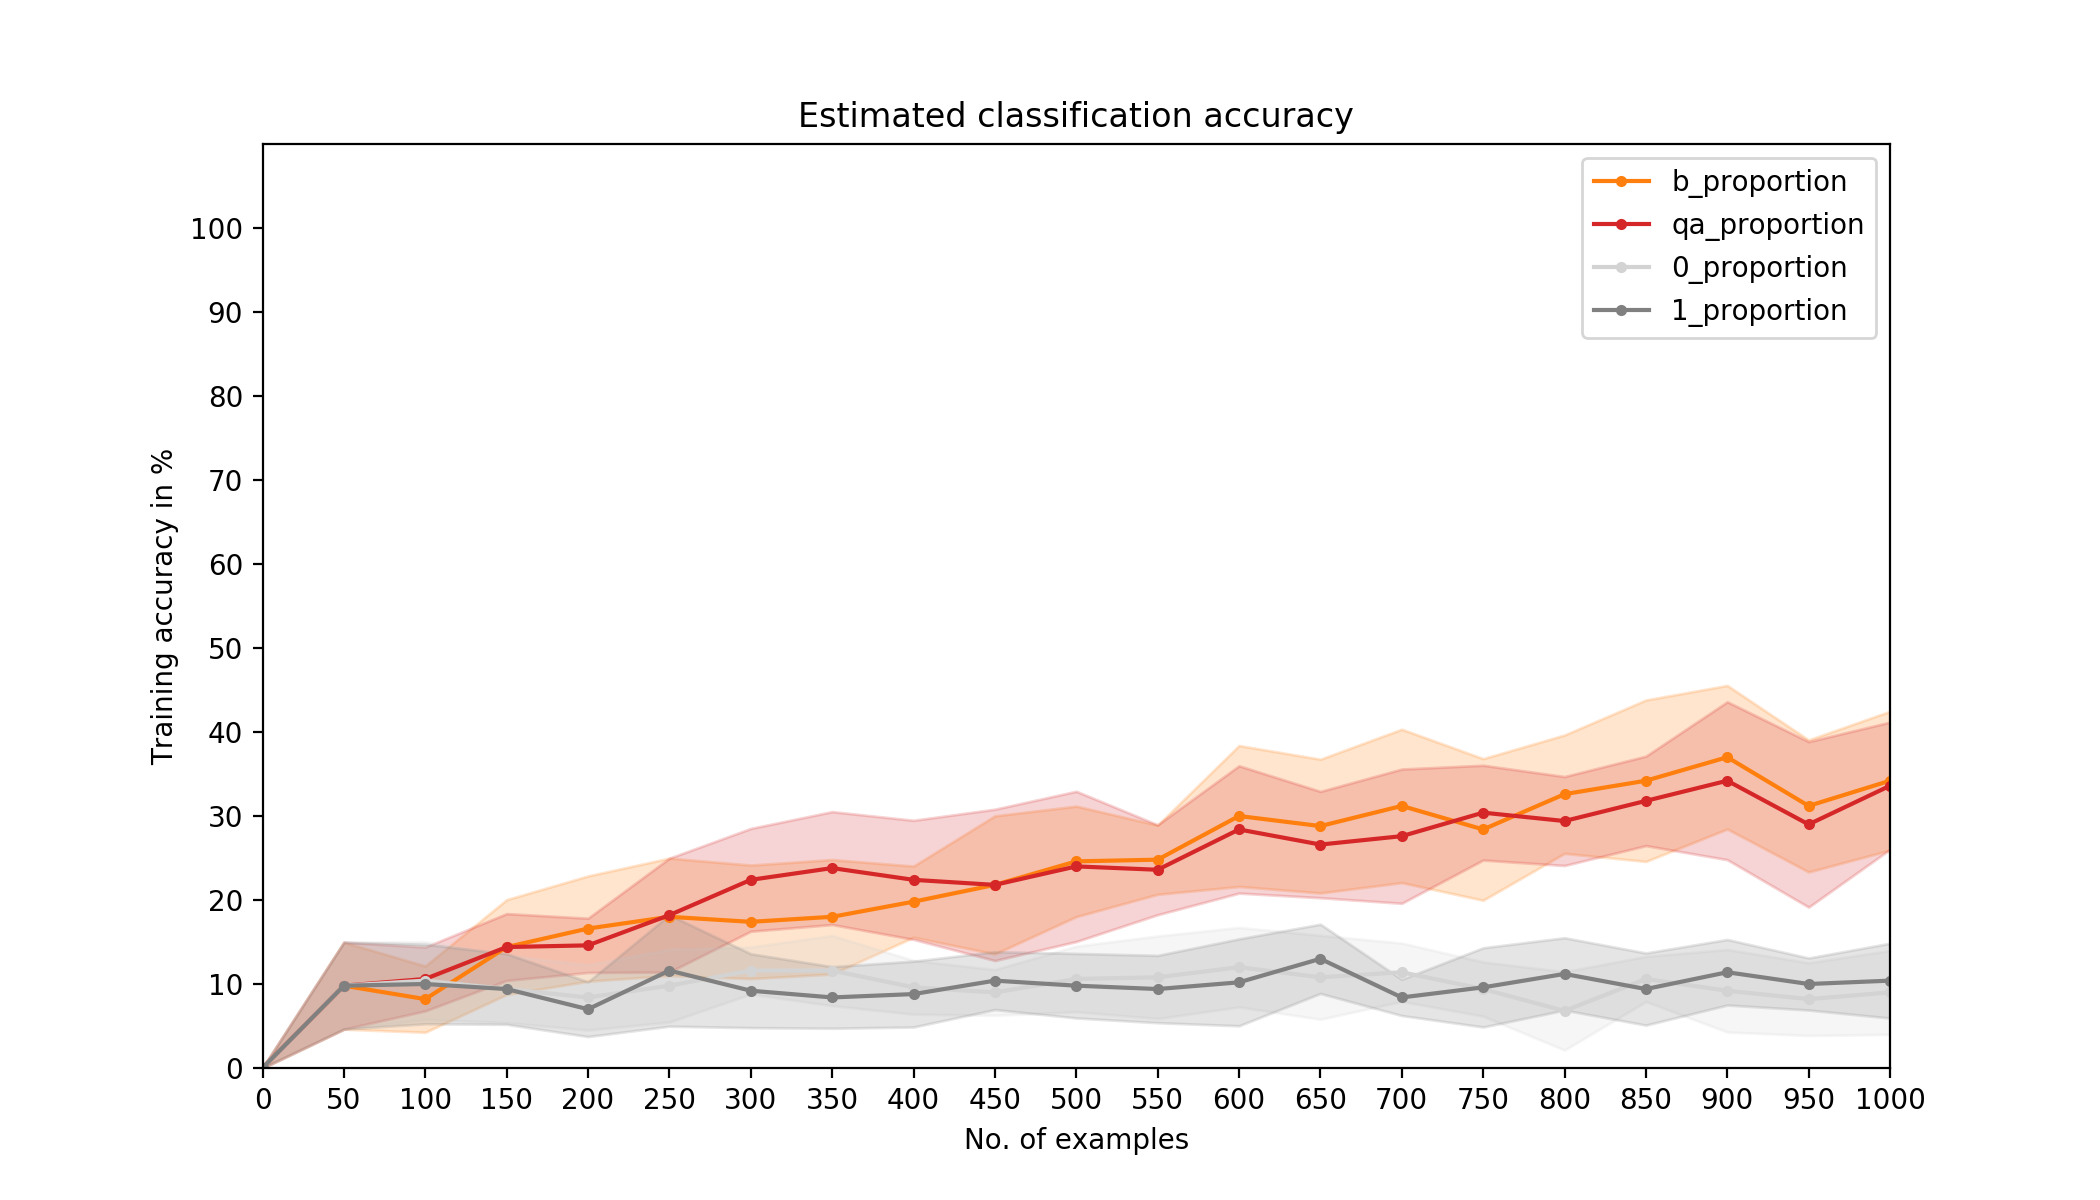 Estimated classification accuracy
b_proportion
qa_proportion
0_proportion
1_proportion
100
90
80
70
60
50
40
30
20
10
0
Training accuracy in %
0 50 100 150 200 250 300 350 400 450 500 550 600 650 700 750 800 850 900 950 1000
No. of examples